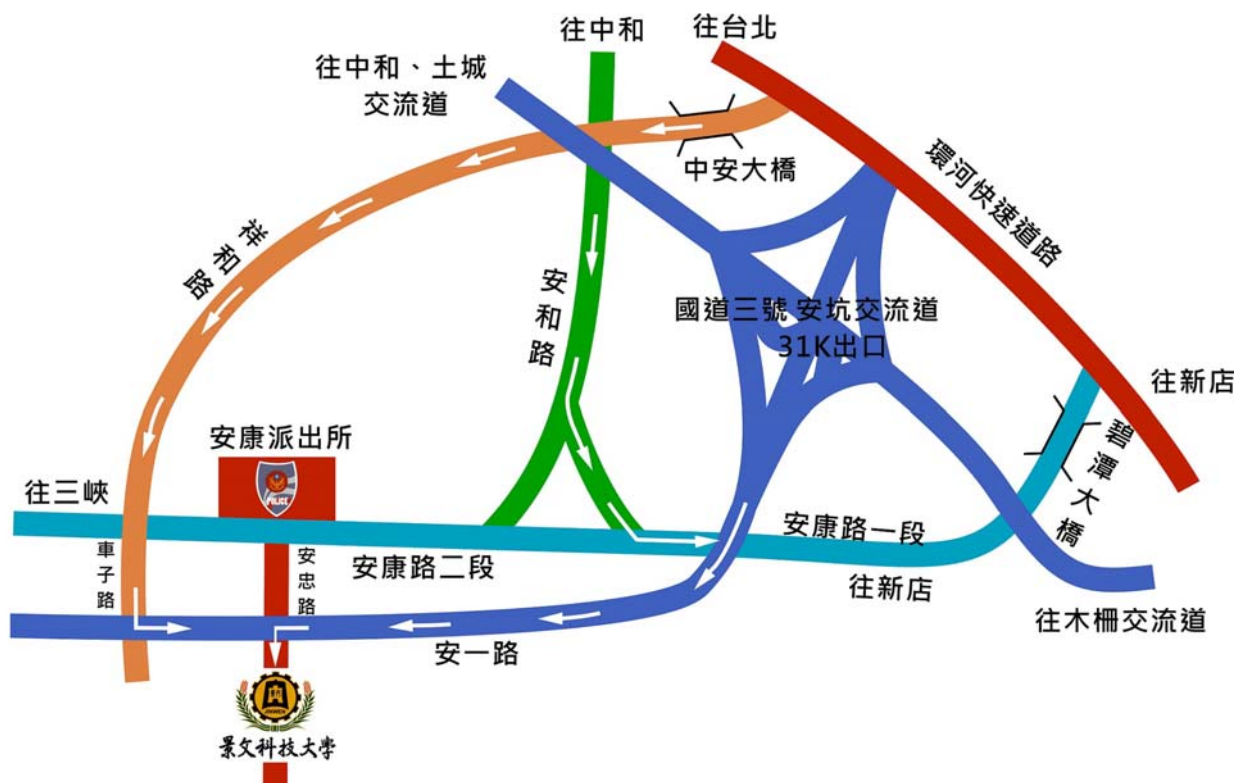 往中和
往台北
往中和、土城
交流道
中安大橋
環河快速道路
祥和路
安和路
國道三號 安坑交流道
31K出口
往新店
碧潭大橋
安康派出所
POLICE
往三峽
安康路一段
車子路
安忠路
安康路二段
往新店
往木柵交流道
安一路
JINWEN
景文科技大學